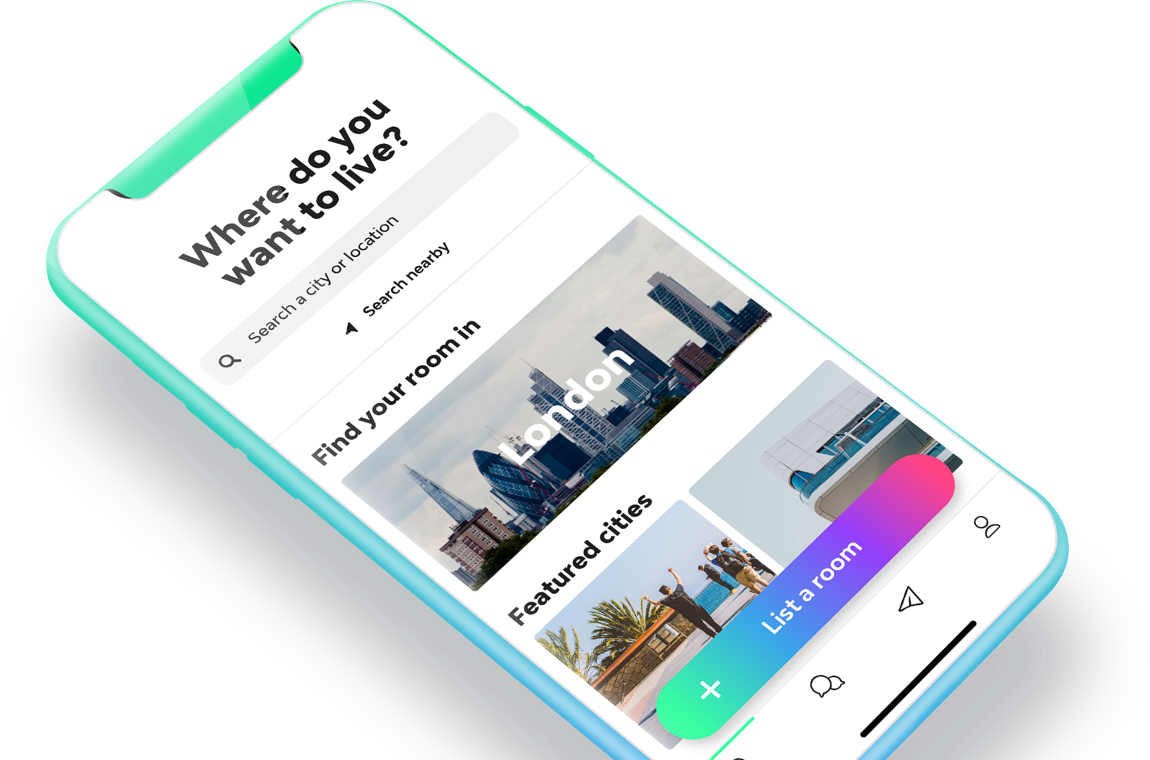 Where do you
want to live?
Search a city or location
Search nearby
Find your room in
London
Featured cities
List a room